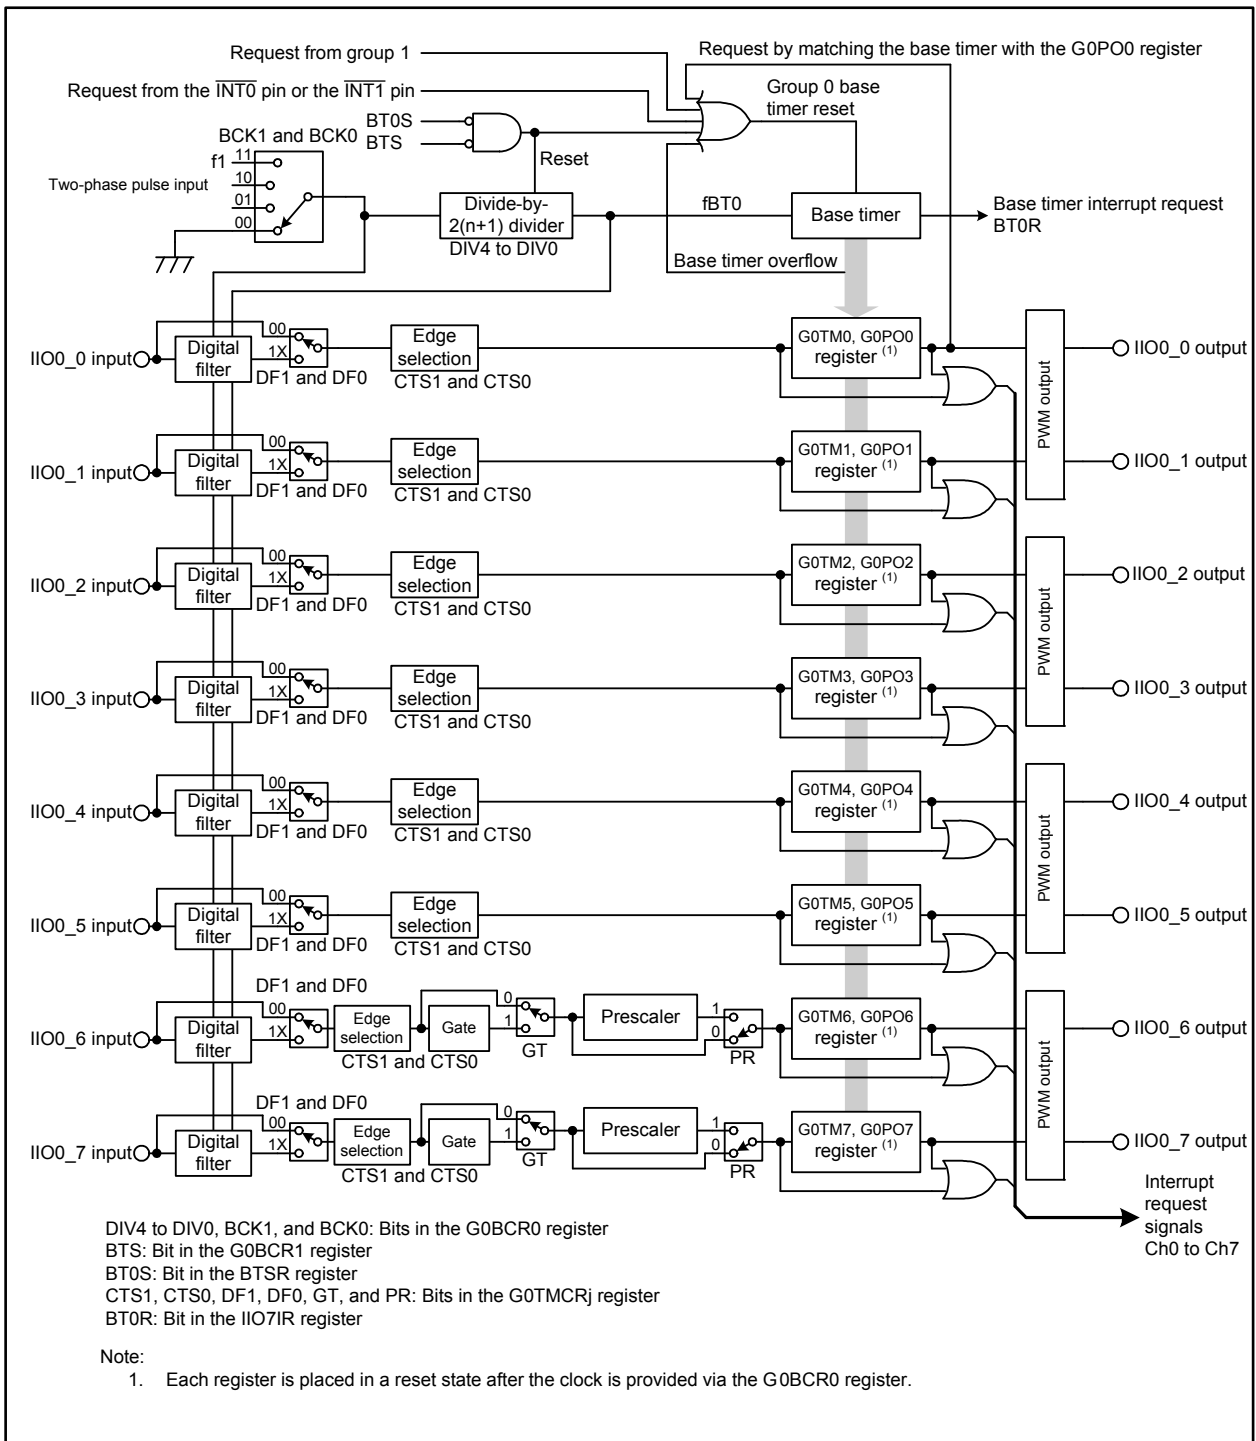 Request from group 1
Request by matching the base timer with the G0PO0 register
Request from the INT0 pin or the INT1 pin
Group 0 base
timer reset
BT0S
BTS
BCK1 and BCK0
f1
11
Two-phase pulse input
10
01
00
Reset
Divide-by-
2(n+1) divider
DIV4 to DIV0
fBT0
Base timer
Base timer interrupt request
BT0R
Base timer overflow
IIO0_0 input
Digital
filter
00
1X
DF1 and DF0
Edge
selection
CTS1 and CTS0
G0TM0, G0PO0
register (1)
PWM output
IIO0_0 output
IIO0_1 input
Digital
filter
00
1X
DF1 and DF0
Edge
selection
CTS1 and CTS0
G0TM1, G0PO1
register (1)
IIO0_1 output
IIO0_2 input
Digital
filter
00
1X
DF1 and DF0
Edge
selection
CTS1 and CTS0
G0TM2, G0PO2
register (1)
PWM output
IIO0_2 output
IIO0_3 input
Digital
filter
00
1X
DF1 and DF0
Edge
selection
CTS1 and CTS0
G0TM3, G0PO3
register (1)
IIO0_3 output
IIO0_4 input
Digital
filter
00
1X
DF1 and DF0
Edge
selection
CTS1 and CTS0
G0TM4, G0PO4
register (1)
PWM output
IIO0_4 output
IIO0_5 input
Digital
filter
00
1X
DF1 and DF0
Edge
selection
CTS1 and CTS0
G0TM5, G0PO5
register (1)
IIO0_5 output
DF1 and DF0
IIO0_6 input
Digital
filter
00
1X
Edge
selection
CTS1 and CTS0
Gate
0
1
GT
Prescaler
1
0
PR
G0TM6, G0PO6
register (1)
PWM output
IIO0_6 output
DF1 and DF0
IIO0_7 input
Digital
filter
00
1X
Edge
selection
CTS1 and CTS0
Gate
0
1
GT
Prescaler
1
0
PR
G0TM7, G0PO7
register (1)
IIO0_7 output
Interrupt
request
signals
Ch0 to Ch7
DIV4 to DIV0, BCK1, and BCK0: Bits in the G0BCR0 register
BTS: Bit in the G0BCR1 register
BT0S: Bit in the BTSR register
CTS1, CTS0, DF1, DF0, GT, and PR: Bits in the G0TMCRj register
BT0R: Bit in the IIO7IR register
Note:
1. Each register is placed in a reset state after the clock is provided via the G0BCR0 register.